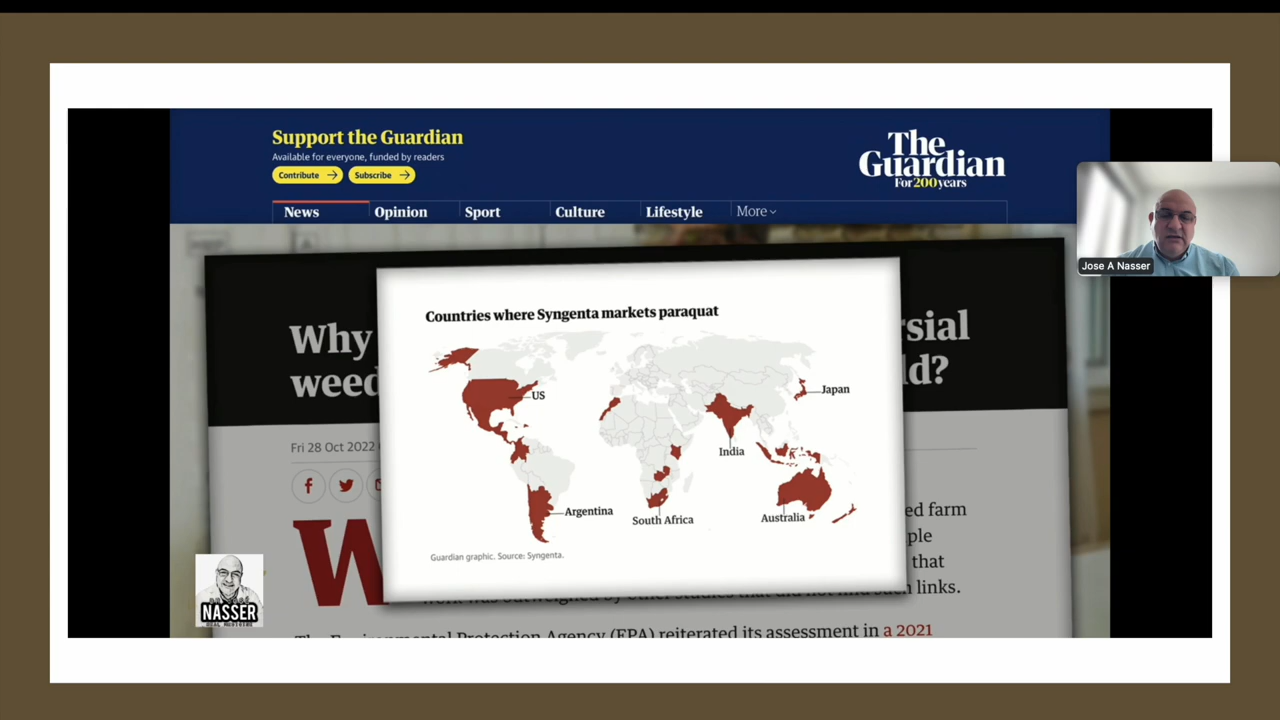 Support the Guardian
Available for everyone, funded by readers
Contribute
Subscribe
The
Guardian
For 200 years
News
Opinion
Sport
Culture
Lifestyle
More
Jose A Nasser
Why
weed
rsial
ld?
Countries where Syngenta markets paraquat
US
Japan
India
Argentina
South Africa
Australia
Guardian graphic. Source: Syngenta.
Fri 28 Oct 2022
W
ed farm
ple
that
links.
The Environmental Protection Agency (EPA) reiterated its assessment in a 2021
NASSER